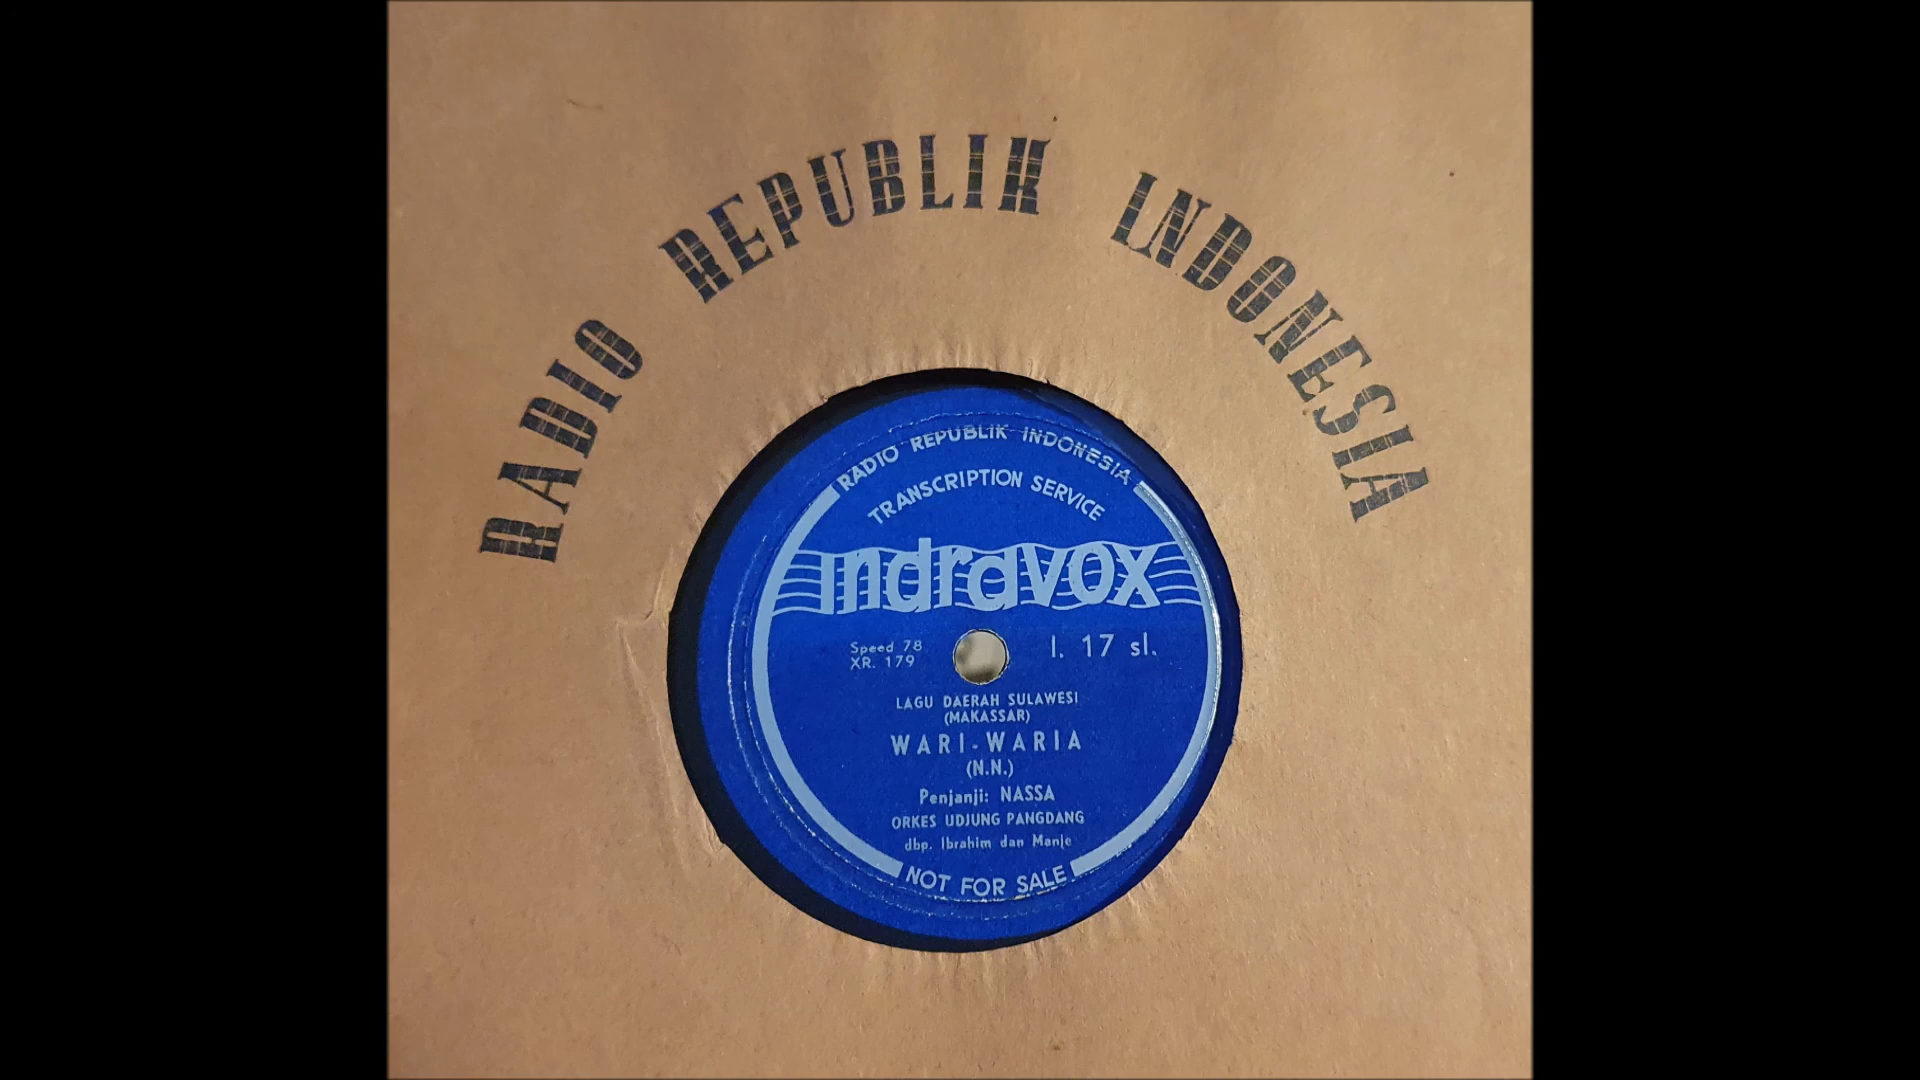 RADIO REPUBLIK INDONESIA
RADIO REPUBLIK INDONESIA
TRANSCRIPTION SERVICE
indravox
Speed 78
XR. 179
I. 17 sl.
LAGU DAERAH SULAWESI
(MAKASSAR)
WARI-WARIA
(N.N.)
Penjanji: NASSA
ORKES UDJUNG PANGDANG
dbp. Ibrahim dan Manje
NOT FOR SALE